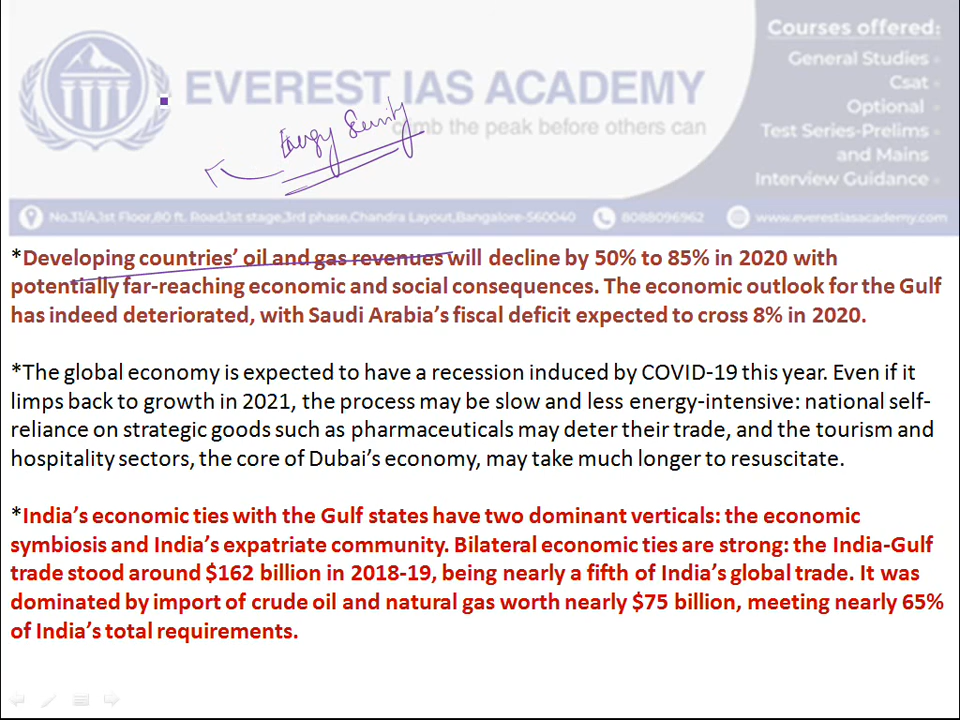 Courses offered:
General Studies
Csat
Optional
Test Series-Prelims
and Mains
Interview Guidance
EVEREST IAS ACADEMY
climb the peak before others can
Energy Security
No.31/A,1st Floor,80 ft. Road,1st stage,3rd phase,Chandra Layout,Bangalore-560040 8088096962 www.everestiasacademy.com
*Developing countries’ oil and gas revenues will decline by 50% to 85% in 2020 with
potentially far-reaching economic and social consequences. The economic outlook for the Gulf
has indeed deteriorated, with Saudi Arabia’s fiscal deficit expected to cross 8% in 2020.
*The global economy is expected to have a recession induced by COVID-19 this year. Even if it
limps back to growth in 2021, the process may be slow and less energy-intensive: national self-
reliance on strategic goods such as pharmaceuticals may deter their trade, and the tourism and
hospitality sectors, the core of Dubai’s economy, may take much longer to resuscitate.
*India’s economic ties with the Gulf states have two dominant verticals: the economic
symbiosis and India’s expatriate community. Bilateral economic ties are strong: the India-Gulf
trade stood around $162 billion in 2018-19, being nearly a fifth of India’s global trade. It was
dominated by import of crude oil and natural gas worth nearly $75 billion, meeting nearly 65%
of India’s total requirements.